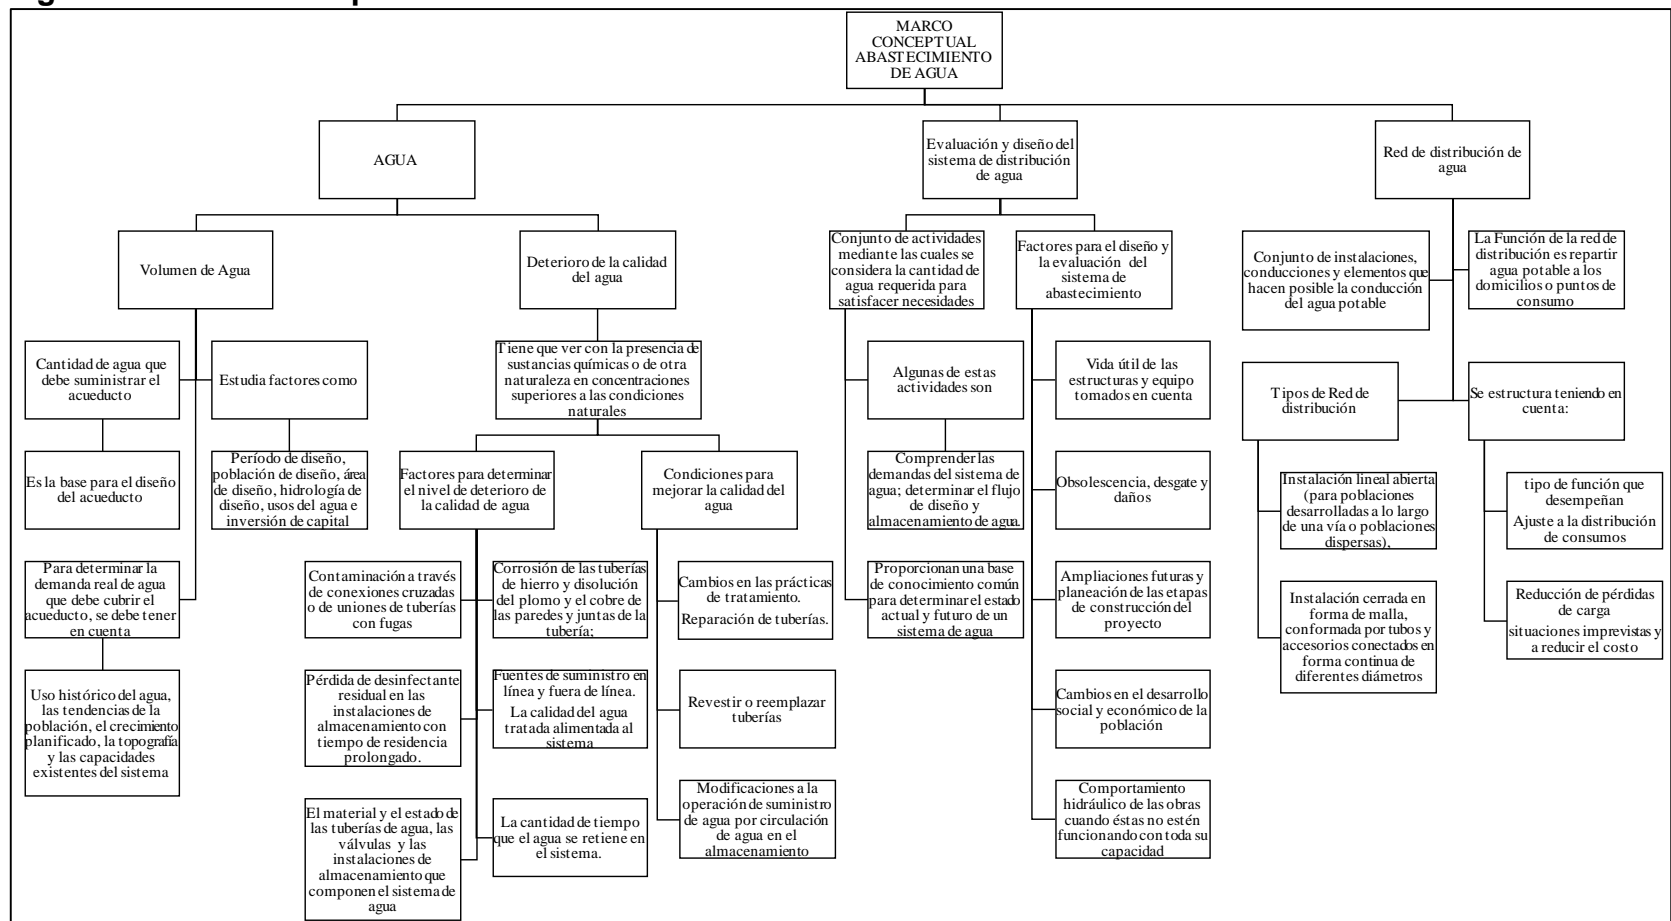 MARCO
CONCEPTUAL
ABASTECIMIENTO
DE AGUA
AGUA
Evaluación y diseño del
sistema de distribución
de agua
Red de distribución de
agua
Volumen de Agua
Deterioro de la calidad
del agua
Conjunto de actividades
mediante las cuales se
considera la cantidad de
agua requerida para
satisfacer necesidades
Factores para el diseño y
la evaluación del
sistema de
abastecimiento
Conjunto de instalaciones,
conducciones y elementos que
hacen posible la conducción
del agua potable
La Función de la red de
distribución es repartir
agua potable a los
domicilios o puntos de
consumo
Cantidad de agua que
debe suministrar el
acueducto
Estudia factores como
Tiene que ver con la presencia de
sustancias químicas o de otra
naturaleza en concentraciones
superiores a las condiciones
naturales
Algunas de estas
actividades son
Vida útil de las
estructuras y equipo
tomados en cuenta
Tipos de Red de
distribución
Se estructura teniendo en
cuenta:
Es la base para el diseño
del acueducto
Período de diseño,
población de diseño, área
de diseño, hidrología de
diseño, usos del agua e
inversión de capital
Factores para determinar
el nivel de deterioro de
la calidad de agua
Condiciones para
mejorar la calidad del
agua
Comprender las
demandas del sistema de
agua; determinar el flujo
de diseño y
almacenamiento de agua.
Obsolescencia, desgate y
daños
Instalación lineal abierta
(para poblaciones
desarrolladas a lo largo
de una vía o poblaciones
dispersas),
tipo de función que
desempeñan
Ajuste a la distribución
de consumos
Para determinar la
demanda real de agua
que debe cubrir el
acueducto, se debe tener
en cuenta
Contaminación a través
de conexiones cruzadas
o de uniones de tuberías
con fugas
Corrosión de las tuberías
de hierro y disolución
del plomo y el cobre de
las paredes y juntas de la
tubería;
Cambios en las prácticas
de tratamiento.
Reparación de tuberías.
Proporcionan una base
de conocimiento común
para determinar el estado
actual y futuro de un
sistema de agua
Ampliaciones futuras y
planeación de las etapas
de construcción del
proyecto
Instalación cerrada en
forma de malla,
conformada por tubos y
accesorios conectados en
forma continua de
diferentes diámetros
Reducción de pérdidas
de carga
situaciones imprevistas y
a reducir el costo
Uso histórico del agua,
las tendencias de la
población, el crecimiento
planificado, la topografía
y las capacidades
existentes del sistema
Pérdida de desinfectante
residual en las
instalaciones de
almacenamiento con
tiempo de residencia
prolongado.
Fuentes de suministro en
línea y fuera de línea.
La calidad del agua
tratada alimentada al
sistema
Revestir o reemplazar
tuberías
Cambios en el desarrollo
social y económico de la
población
El material y el estado de
las tuberías de agua, las
válvulas y las
instalaciones de
almacenamiento que
componen el sistema de
agua
La cantidad de tiempo
que el agua se retiene en
el sistema.
Modificaciones a la
operación de suministro
de agua por circulación
de agua en el
almacenamiento
Comportamiento
hidráulico de las obras
cuando éstas no estén
funcionando con toda su
capacidad